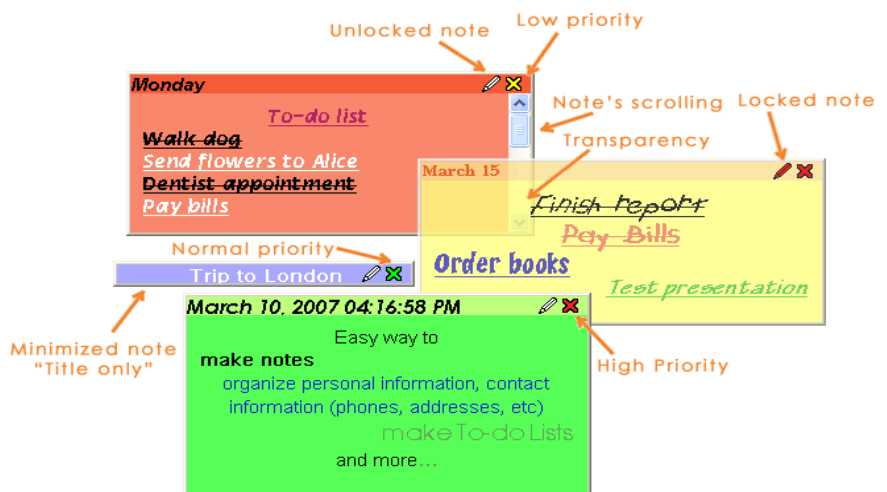 Unlocked note
Low priority
Monday
To-do list
Walk dog
Send flowers to Alice
Dentist appointment
Pay bills
Note's scrolling
Locked note
Transparency
March 15
Finish report
Pay Bills
Order books
Test presentation
Normal priority
Trip to London
Minimized note
"Title only"
March 10, 2007 04:16:58 PM
Easy way to
make notes
organize personal information, contact
information (phones, addresses, etc)
make To-do Lists
and more...
High Priority